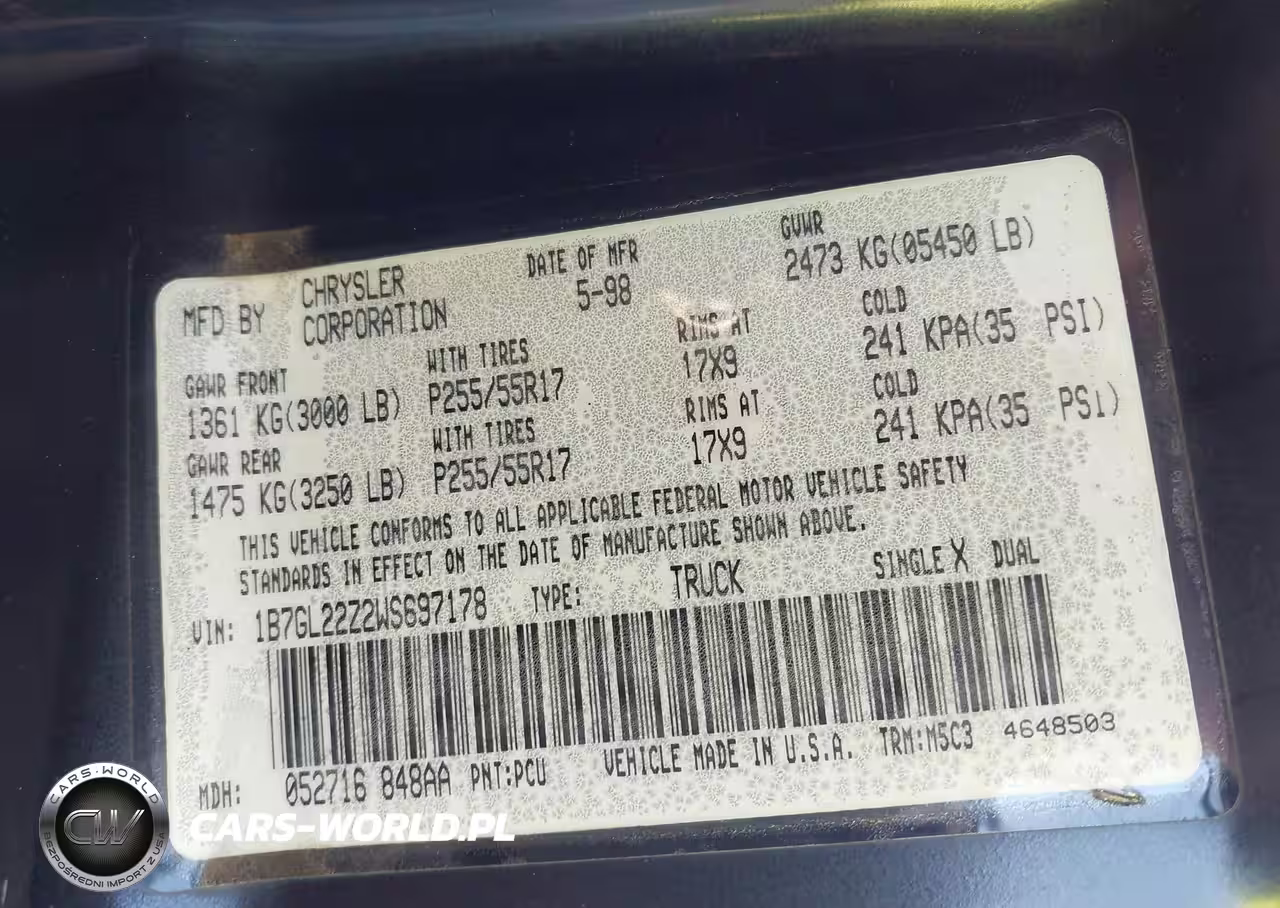 MFD BY CHRYSLER CORPORATION DATE OF MFR 5-98 GVWR 2473 KG(05450 LB)
GAWR FRONT WITH TIRES RIMS AT COLD
1361 KG(3000 LB) P255/55R17 17X9 241 KPA(35 PSI)
GAWR REAR WITH TIRES RIMS AT COLD
1475 KG(3250 LB) P255/55R17 17X9 241 KPA(35 PSI)
THIS VEHICLE CONFORMS TO ALL APPLICABLE FEDERAL MOTOR VEHICLE SAFETY
STANDARDS IN EFFECT ON THE DATE OF MANUFACTURE SHOWN ABOVE.
VIN: 1B7GL22Z2WS697178 TYPE: TRUCK SINGLE X DUAL
MDH: 052716 848AA PNT:PCU VEHICLE MADE IN U.S.A. TRM:M5C3 4648503
CARS-WORLD
CW
BEZPOŚREDNI IMPORT Z USA
CARS-WORLD.PL